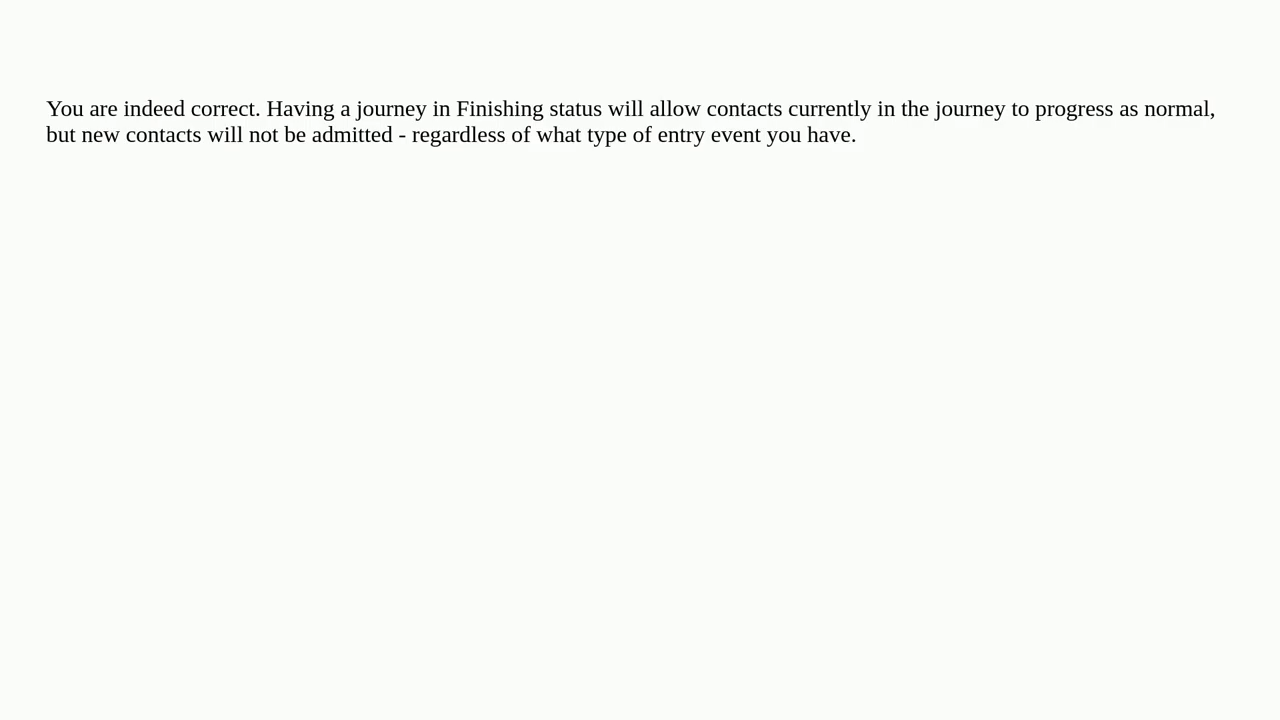 You are indeed correct. Having a journey in Finishing status will allow contacts currently in the journey to progress as normal,
but new contacts will not be admitted - regardless of what type of entry event you have.